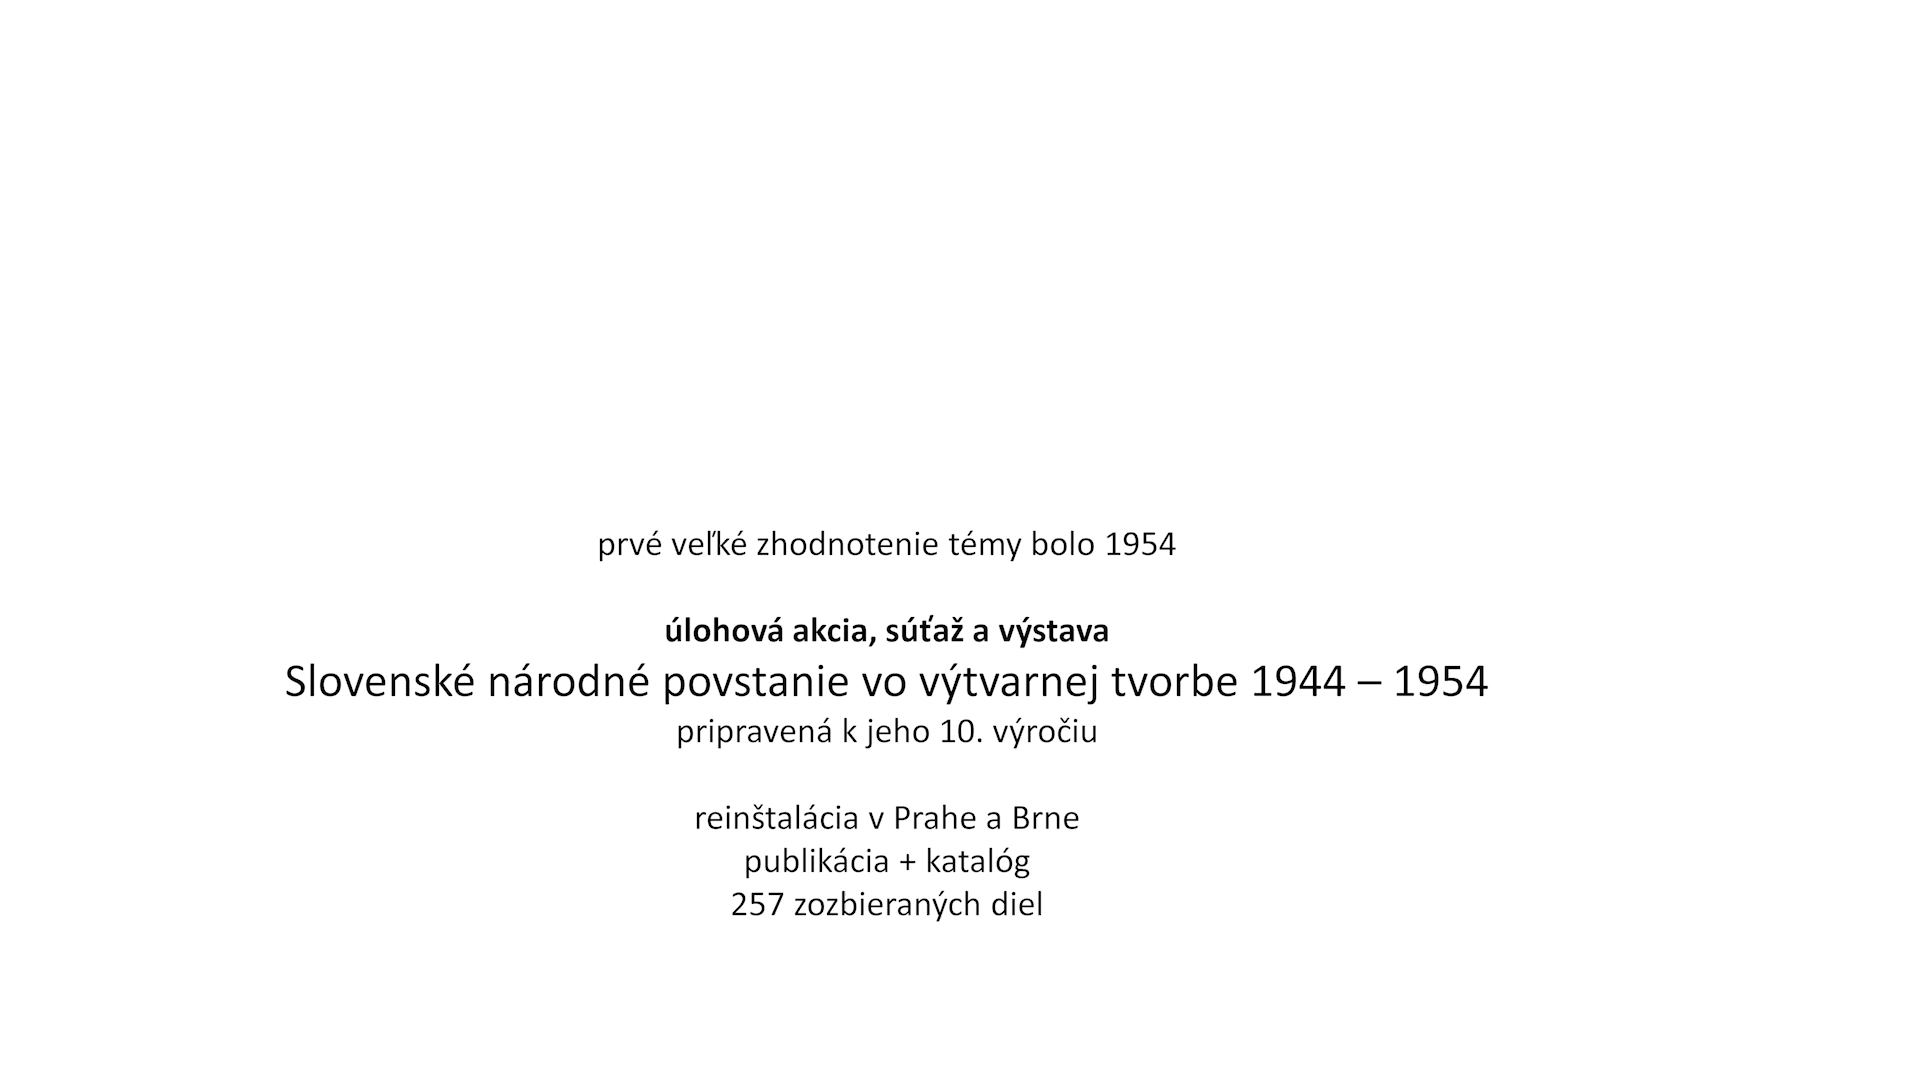 prvé veľké zhodnotenie témy bolo 1954
úlohová akcia, súťaž a výstava
Slovenské národné povstanie vo výtvarnej tvorbe 1944 – 1954
pripravená k jeho 10. výročiu
reinštalácia v Prahe a Brne
publikácia + katalóg
257 zozbieraných diel